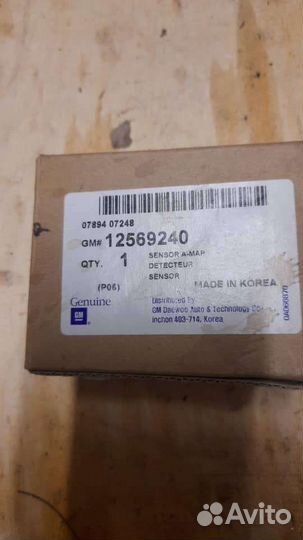 07894 07248
GM# 12569240
QTY. 1 SENSOR A-MAP
DETECTEUR
SENSOR
(P06) MADE IN KOREA
Genuine Distributed by
GM GM Daewoo Auto & Technology Co.
Inchon 403-714, Korea
Avito